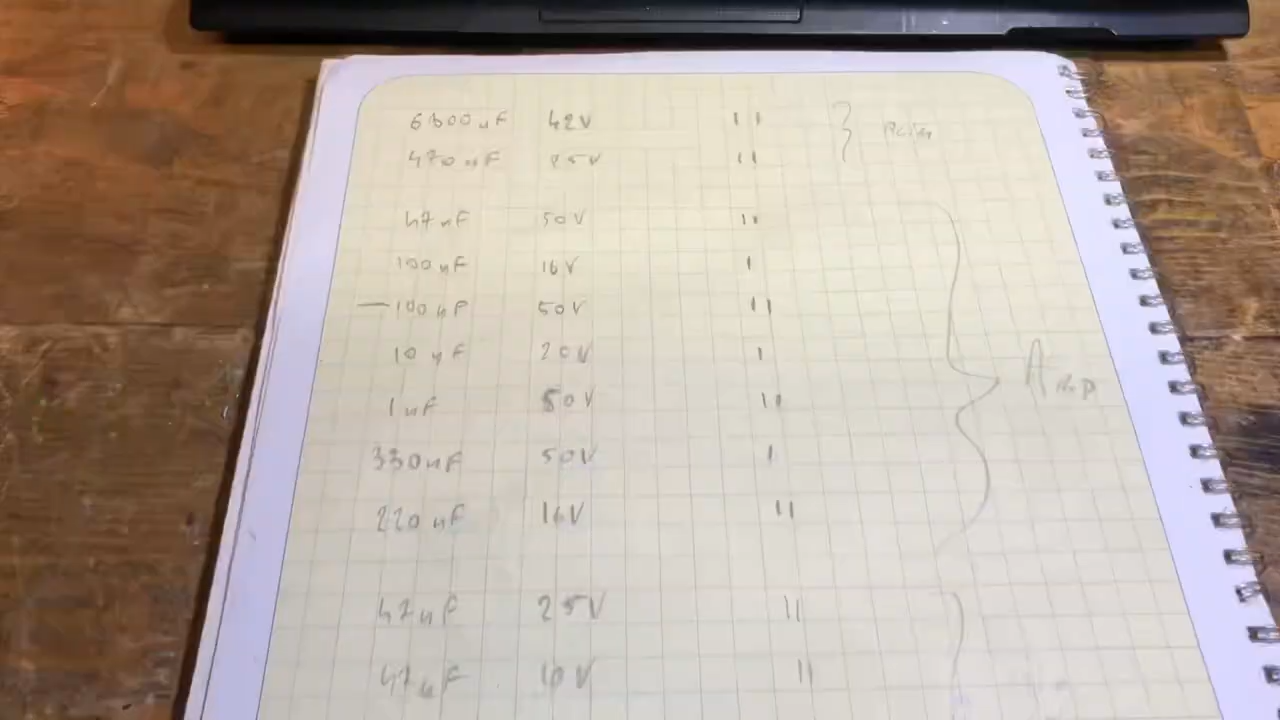 6800uF 42V II
470uF 25V II
47uF 50V II
100uF 16V I
— 100uF 50V II
10uF 20V I
1uF 50V II
330uF 50V I
220uF 16V II
47uF 25V II
47uF 10V II